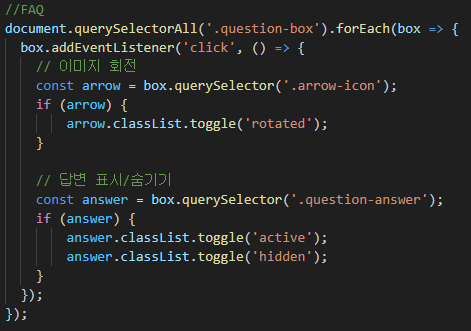 //FAQ
document.querySelectorAll('.question-box').forEach(box => {
  box.addEventListener('click', () => {
    // 이미지 회전
    const arrow = box.querySelector('.arrow-icon');
    if (arrow) {
        arrow.classList.toggle('rotated');
    }

    // 답변 표시/숨기기
    const answer = box.querySelector('.question-answer');
    if (answer) {
        answer.classList.toggle('active');
        answer.classList.toggle('hidden');
    }
  });
});